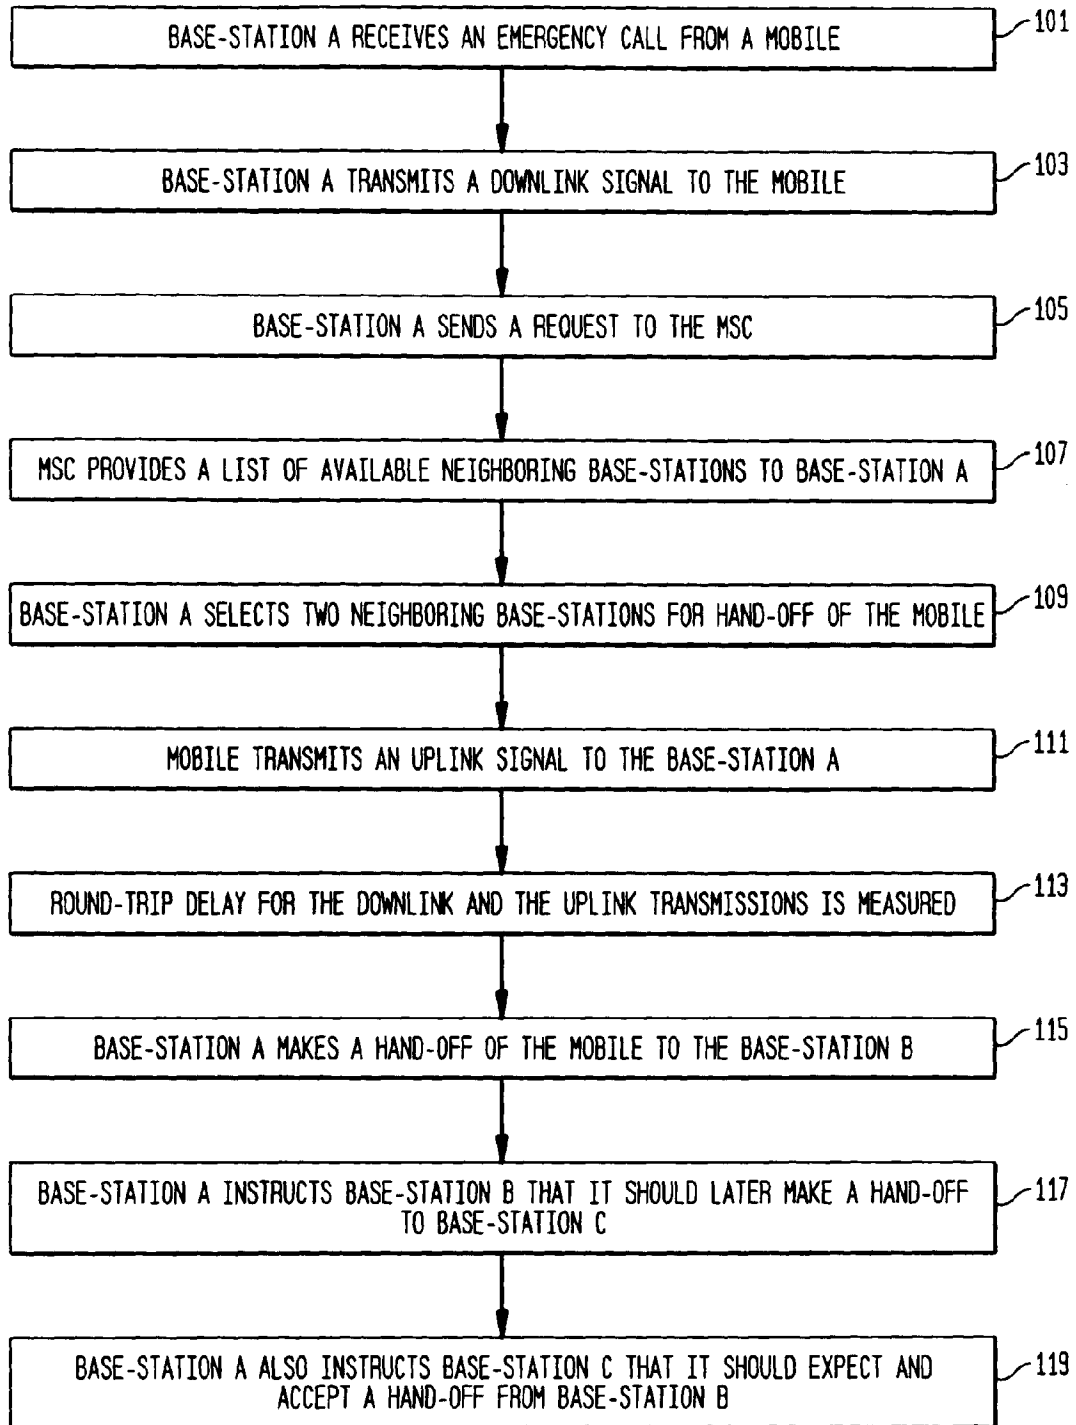 BASE-STATION A RECEIVES AN EMERGENCY CALL FROM A MOBILE
101
BASE-STATION A TRANSMITS A DOWNLINK SIGNAL TO THE MOBILE
103
BASE-STATION A SENDS A REQUEST TO THE MSC
105
MSC PROVIDES A LIST OF AVAILABLE NEIGHBORING BASE-STATIONS TO BASE-STATION A
107
BASE-STATION A SELECTS TWO NEIGHBORING BASE-STATIONS FOR HAND-OFF OF THE MOBILE
109
MOBILE TRANSMITS AN UPLINK SIGNAL TO THE BASE-STATION A
111
ROUND-TRIP DELAY FOR THE DOWNLINK AND THE UPLINK TRANSMISSIONS IS MEASURED
113
BASE-STATION A MAKES A HAND-OFF OF THE MOBILE TO THE BASE-STATION B
115
BASE-STATION A INSTRUCTS BASE-STATION B THAT IT SHOULD LATER MAKE A HAND-OFF
TO BASE-STATION C
117
BASE-STATION A ALSO INSTRUCTS BASE-STATION C THAT IT SHOULD EXPECT AND
ACCEPT A HAND-OFF FROM BASE-STATION B
119